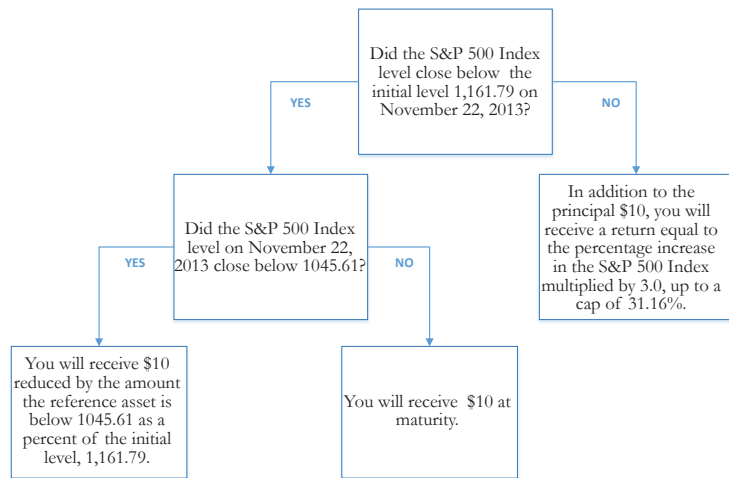 Did the S&P 500 Index
level close below the
initial level 1,161.79 on
November 22, 2013?
YES
NO
Did the S&P 500 Index
level on November 22,
2013 close below 1045.61?
In addition to the
principal $10, you will
receive a return equal to
the percentage increase
in the S&P 500 Index
multiplied by 3.0, up to a
cap of 31.16%.
YES
NO
You will receive $10
reduced by the amount
the reference asset is
below 1045.61 as a
percent of the initial
level, 1,161.79.
You will receive $10 at
maturity.